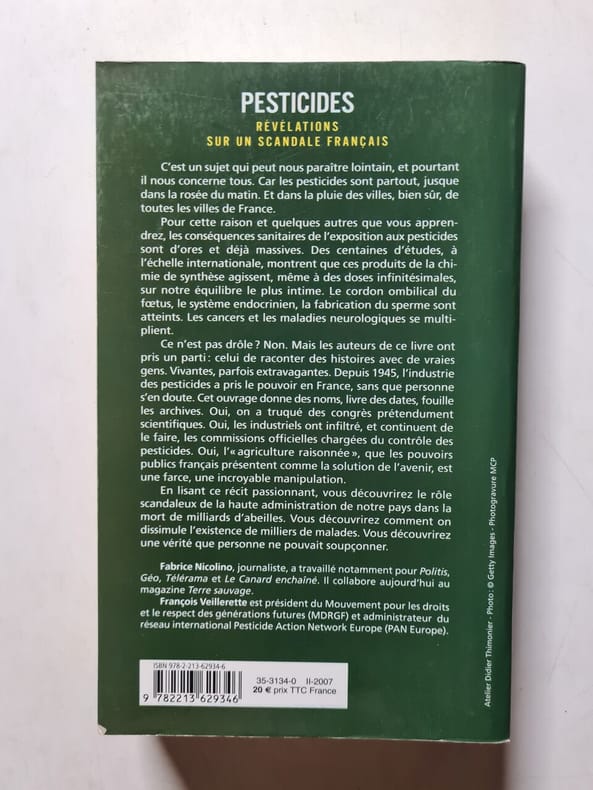 PESTICIDES
RÉVÉLATIONS
SUR UN SCANDALE FRANÇAIS
C'est un sujet qui peut nous paraître lointain, et pourtant
il nous concerne tous. Car les pesticides sont partout, jusque
dans la rosée du matin. Et dans la pluie des villes, bien sûr, de
toutes les villes de France.
Pour cette raison et quelques autres que vous appren-
drez, les conséquences sanitaires de l'exposition aux pesticides
sont d'ores et déjà massives. Des centaines d'études, à
l'échelle internationale, montrent que ces produits de la chi-
mie de synthèse agissent, même à des doses infinitésimales,
sur notre équilibre le plus intime. Le cordon ombilical du
fœtus, le système endocrinien, la fabrication du sperme sont
atteints. Les cancers et les maladies neurologiques se multi-
plient.
Ce n'est pas drôle ? Non. Mais les auteurs de ce livre ont
pris un parti : celui de raconter des histoires avec de vraies
gens. Vivantes, parfois extravagantes. Depuis 1945, l'industrie
des pesticides a pris le pouvoir en France, sans que personne
s'en doute. Cet ouvrage donne des noms, livre des dates, fouille
les archives. Oui, on a truqué des congrès prétendument
scientifiques. Oui, les industriels ont infiltré, et continuent de
le faire, les commissions officielles chargées du contrôle des
pesticides. Oui, l'« agriculture raisonnée », que les pouvoirs
publics français présentent comme la solution de l'avenir, est
une farce, une incroyable manipulation.
En lisant ce récit passionnant, vous découvrirez le rôle
scandaleux de la haute administration de notre pays dans la
mort de milliards d'abeilles. Vous découvrirez comment on
dissimule l'existence de milliers de malades. Vous découvrirez
une vérité que personne ne pouvait soupçonner.
Fabrice Nicolino, journaliste, a travaillé notamment pour Politis,
Géo, Télérama et Le Canard enchaîné. Il collabore aujourd'hui au
magazine Terre sauvage.
François Veillerette est président du Mouvement pour les droits
et le respect des générations futures (MDRGF) et administrateur du
réseau international Pesticide Action Network Europe (PAN Europe).
ISBN 978-2-213-62934-6
35-3134-0 II-2007
20 € prix TTC France
9 782213 629346
Atelier Didier Thimonier - Photo : © Getty Images - Photogravure MCP